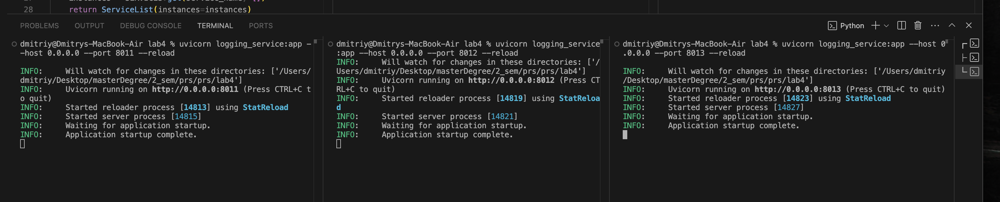 28 return ServiceList(instances=instances)
PROBLEMS OUTPUT DEBUG CONSOLE TERMINAL PORTS Python
dmitriy@Dmitrys-MacBook-Air lab4 % uvicorn logging_service:app -
-host 0.0.0.0 --port 8011 --reload
INFO: Will watch for changes in these directories: ['/Users/
dmitriy/Desktop/masterDegree/2_sem/prs/prs/lab4']
INFO: Uvicorn running on http://0.0.0.0:8011 (Press CTRL+C t
o quit)
INFO: Started reloader process [14813] using StatReload
INFO: Started server process [14815]
INFO: Waiting for application startup.
INFO: Application startup complete.
dmitriy@Dmitrys-MacBook-Air lab4 % uvicorn logging_service
:app --host 0.0.0.0 --port 8012 --reload
INFO: Will watch for changes in these directories: ['/
Users/dmitriy/Desktop/masterDegree/2_sem/prs/prs/lab4']
INFO: Uvicorn running on http://0.0.0.0:8012 (Press CT
RL+C to quit)
INFO: Started reloader process [14819] using StatReloa
d
INFO: Started server process [14821]
INFO: Waiting for application startup.
INFO: Application startup complete.
dmitriy@Dmitrys-MacBook-Air lab4 % uvicorn logging_service:app --host 0
.0.0.0 --port 8013 --reload
INFO: Will watch for changes in these directories: ['/Users/dmitriy
/Desktop/masterDegree/2_sem/prs/prs/lab4']
INFO: Uvicorn running on http://0.0.0.0:8013 (Press CTRL+C to quit)
INFO: Started reloader process [14823] using StatReload
INFO: Started server process [14827]
INFO: Waiting for application startup.
INFO: Application startup complete.